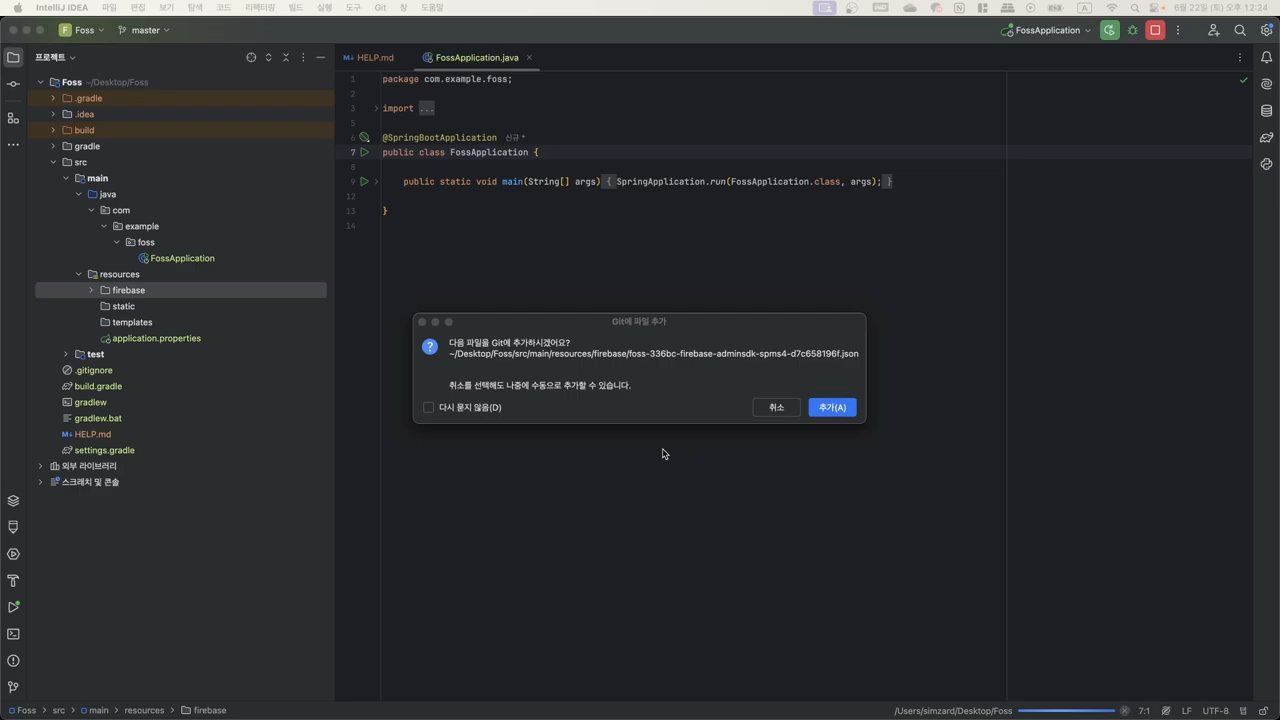 IntelliJ IDEA 파일 편집 보기 탐색 코드 리팩터링 빌드 실행 도구 Git 창 도움말
A 6월 22일 (토) 오후 12:24
F Foss master FossApplication
프로젝트
HELP.md FossApplication.java
Foss ~/Desktop/Foss
.gradle
.idea
build
gradle
src
main
java
com
example
foss
FossApplication
resources
firebase
static
templates
application.properties
test
.gitignore
build.gradle
gradlew
gradlew.bat
HELP.md
settings.gradle
외부 라이브러리
스크래치 및 콘솔
1 package com.example.foss;
2
3 import ...
6 @SpringBootApplication 신규
7 public class FossApplication {
8
9 public static void main(String[] args) { SpringApplication.run(FossApplication.class, args); }
12
13 }
14
Git에 파일 추가
다음 파일을 Git에 추가하시겠어요?
~/Desktop/Foss/src/main/resources/firebase/foss-336bc-firebase-adminsdk-spms4-d7c658196f.json
취소를 선택해도 나중에 수동으로 추가할 수 있습니다.
다시 묻지 않음(D) 취소 추가(A)
Foss src main resources firebase
/Users/simzard/Desktop/Foss 7:1 LF UTF-8